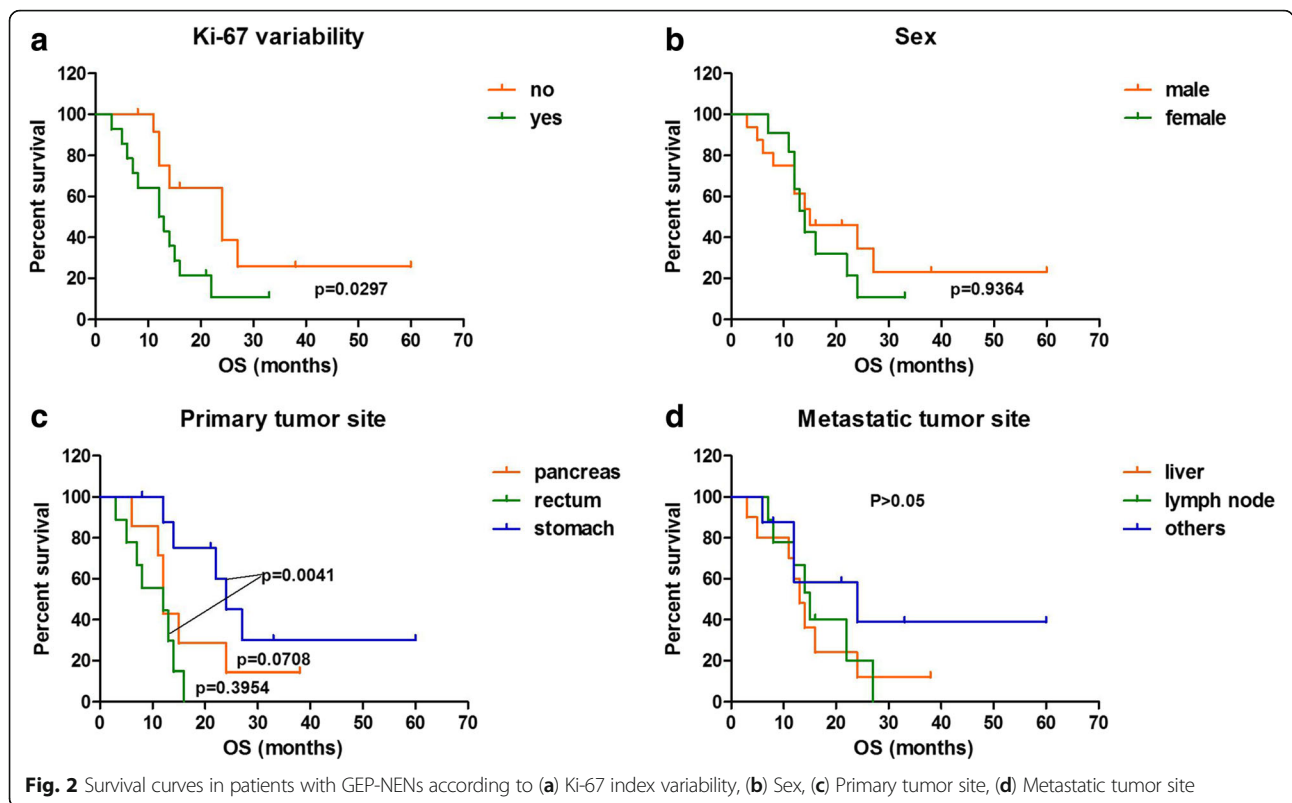 a
Ki-67 variability
120
100
80
60
40
20
0
Percent survival
no
yes
p=0.0297
0 10 20 30 40 50 60 70
OS (months)
b
Sex
120
100
80
60
40
20
0
Percent survival
male
female
p=0.9364
0 10 20 30 40 50 60 70
OS (months)
c
Primary tumor site
120
100
80
60
40
20
0
Percent survival
pancreas
rectum
stomach
p=0.0041
p=0.0708
p=0.3954
0 10 20 30 40 50 60 70
OS (months)
d
Metastatic tumor site
120
100
80
60
40
20
0
Percent survival
liver
lymph node
others
P>0.05
0 10 20 30 40 50 60 70
OS (months)
Fig. 2 Survival curves in patients with GEP-NENs according to (a) Ki-67 index variability, (b) Sex, (c) Primary tumor site, (d) Metastatic tumor site